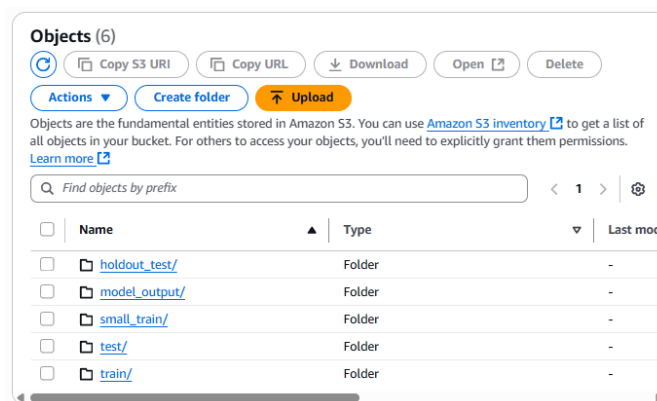 Objects (6)
Copy S3 URI Copy URL Download Open Delete
Actions Create folder Upload
Objects are the fundamental entities stored in Amazon S3. You can use Amazon S3 inventory to get a list of
all objects in your bucket. For others to access your objects, you'll need to explicitly grant them permissions.
Learn more
Find objects by prefix 1
Name Type Last mod
holdout_test/ Folder -
model_output/ Folder -
small_train/ Folder -
test/ Folder -
train/ Folder -